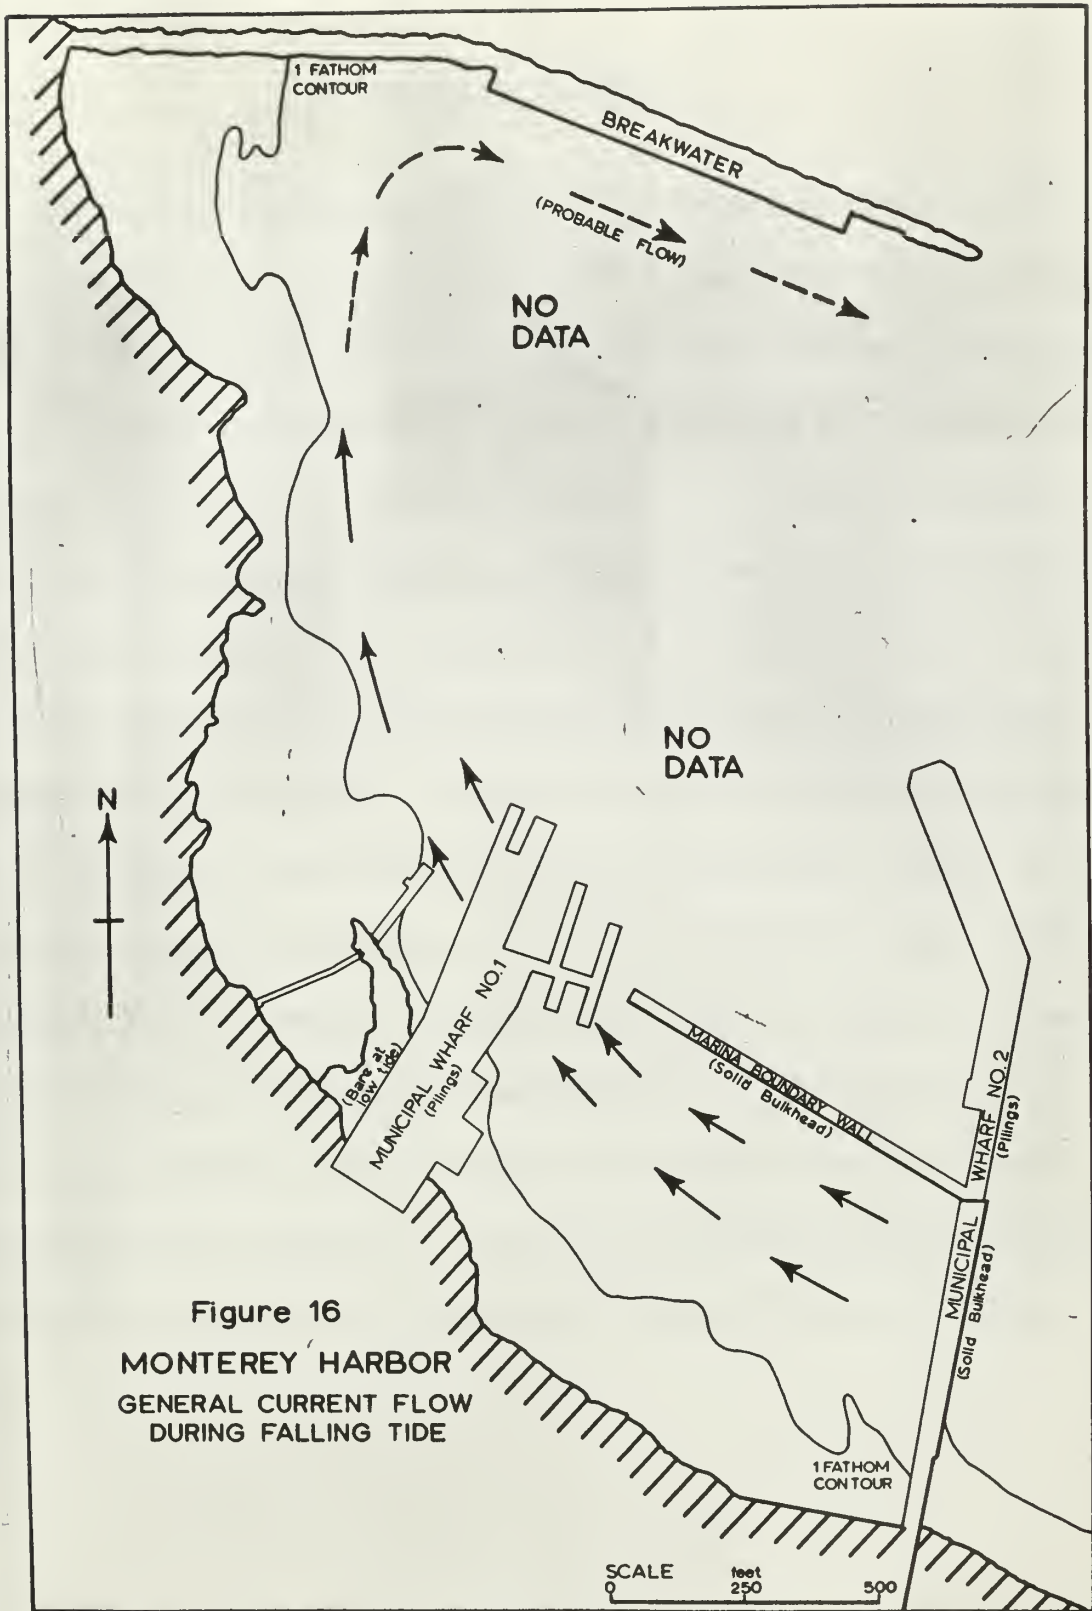 1 FATHOM
CONTOUR
BREAKWATER
(PROBABLE FLOW)
NO
DATA
NO
DATA
N
MUNICIPAL WHARF NO.1
(Pilings)
(Bare at
low tide)
MARINA BOUNDARY WALL
(Solid Bulkhead)
MUNICIPAL WHARF NO.2
(Pilings)
(Solid Bulkhead)
Figure 16
MONTEREY HARBOR
GENERAL CURRENT FLOW
DURING FALLING TIDE
1 FATHOM
CONTOUR
SCALE feet
0 250 500